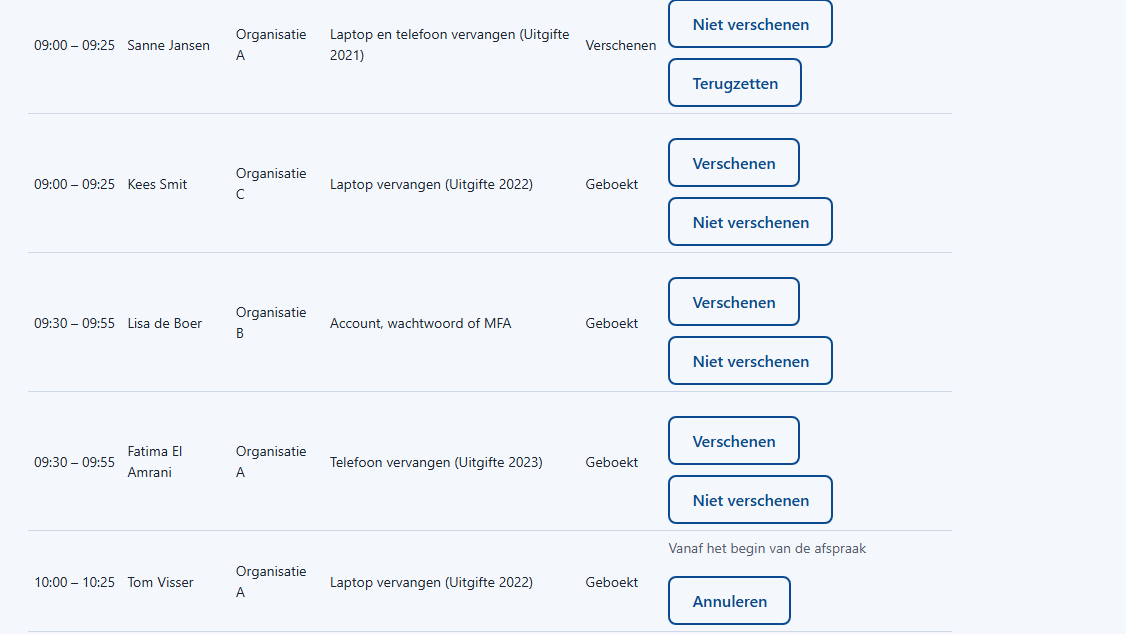 Niet verschenen
09:00 – 09:25 Sanne Jansen Organisatie A Laptop en telefoon vervangen (Uitgifte 2021) Verschenen
Terugzetten
Verschenen
09:00 – 09:25 Kees Smit Organisatie C Laptop vervangen (Uitgifte 2022) Geboekt
Niet verschenen
Verschenen
09:30 – 09:55 Lisa de Boer Organisatie B Account, wachtwoord of MFA Geboekt
Niet verschenen
Verschenen
09:30 – 09:55 Fatima El Amrani Organisatie A Telefoon vervangen (Uitgifte 2023) Geboekt
Niet verschenen
Vanaf het begin van de afspraak
10:00 – 10:25 Tom Visser Organisatie A Laptop vervangen (Uitgifte 2022) Geboekt
Annuleren